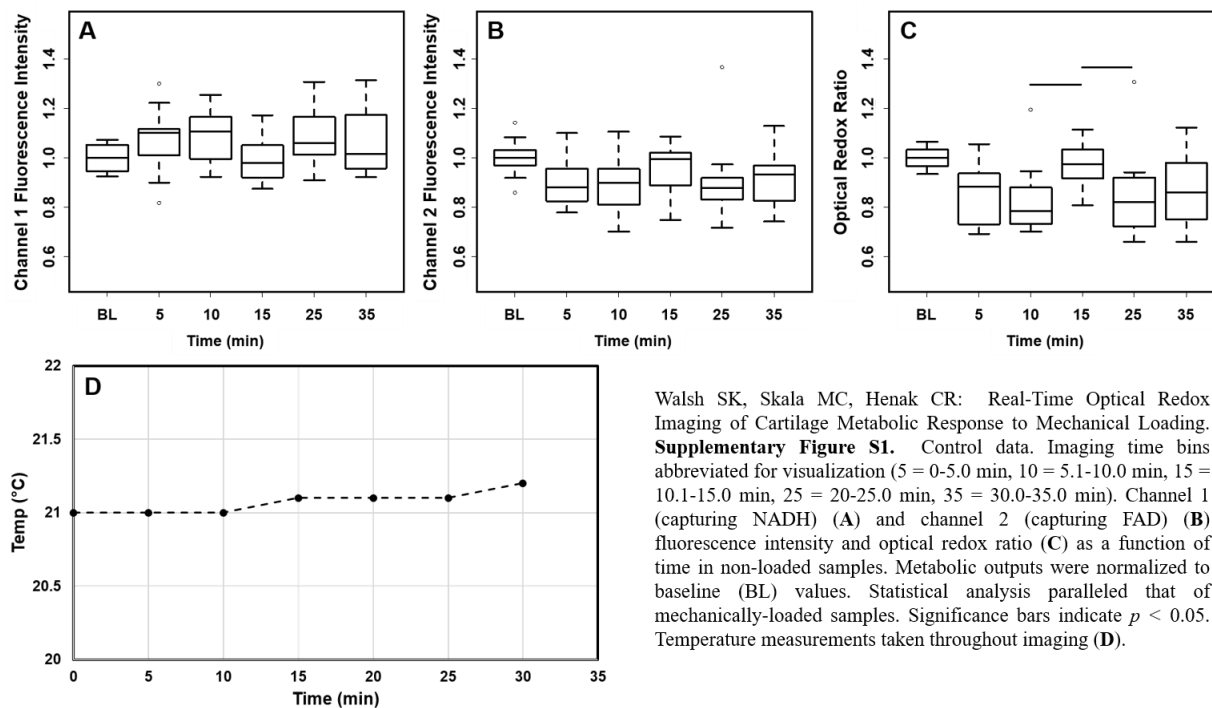 A
Channel 1 Fluorescence Intensity
1.4
1.2
1.0
0.8
0.6
BL 5 10 15 25 35
Time (min)
B
Channel 2 Fluorescence Intensity
1.4
1.2
1.0
0.8
0.6
BL 5 10 15 25 35
Time (min)
C
Optical Redox Ratio
1.4
1.2
1.0
0.8
0.6
BL 5 10 15 25 35
Time (min)
D
Temp (°C)
22
21.5
21
20.5
20
0 5 10 15 20 25 30 35
Time (min)
Walsh SK, Skala MC, Henak CR: Real-Time Optical Redox
Imaging of Cartilage Metabolic Response to Mechanical Loading.
Supplementary Figure S1. Control data. Imaging time bins
abbreviated for visualization (5 = 0-5.0 min, 10 = 5.1-10.0 min, 15 =
10.1-15.0 min, 25 = 20-25.0 min, 35 = 30.0-35.0 min). Channel 1
(capturing NADH) (A) and channel 2 (capturing FAD) (B)
fluorescence intensity and optical redox ratio (C) as a function of
time in non-loaded samples. Metabolic outputs were normalized to
baseline (BL) values. Statistical analysis paralleled that of
mechanically-loaded samples. Significance bars indicate p < 0.05.
Temperature measurements taken throughout imaging (D).